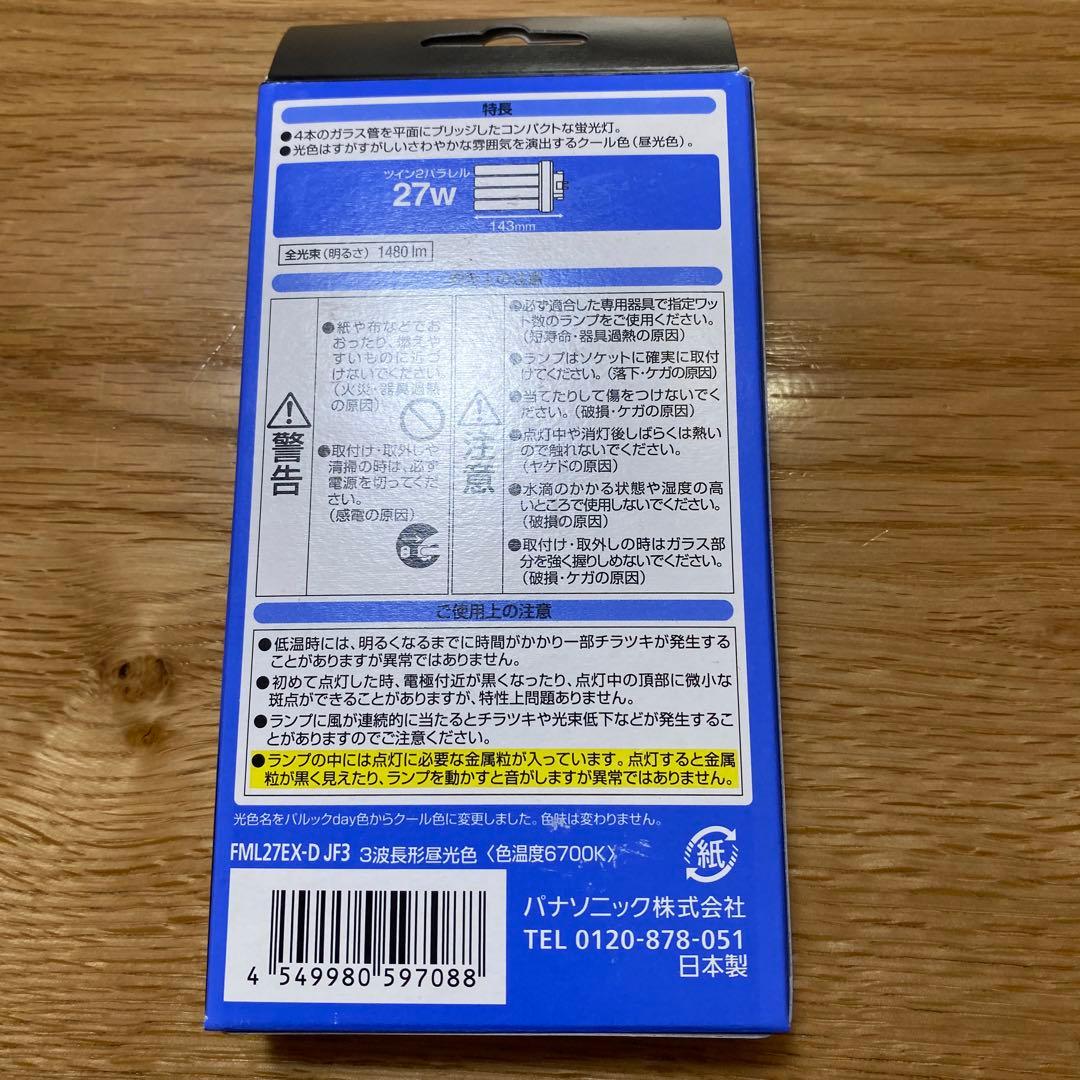 特長
●4本のガラス管を平面にブリッジしたコンパクトな蛍光灯。
●光色はすがすがしいさわやかな雰囲気を演出するクール色(昼光色)。
ツイン2パラレル
27W
143mm
全光束(明るさ) 1480 lm
安全上の注意
警告
●紙や布などでお
おったり、燃えや
すいものに近づ
けないでください。
(火災・器具過熱
の原因)
●取付け・取外しや
清掃の時は、必ず
電源を切ってくだ
さい。
(感電の原因)
注意
●必ず適合した専用器具で指定ワッ
ト数のランプをご使用ください。
(短寿命・器具過熱の原因)
●ランプはソケットに確実に取付
けてください。(落下・ケガの原因)
●当てたりして傷をつけないでく
ださい。(破損・ケガの原因)
●点灯中や消灯後しばらくは熱い
ので触れないでください。
(ヤケドの原因)
●水滴のかかる状態や湿度の高
いところで使用しないでください。
(破損の原因)
●取付け・取外しの時はガラス部
分を強く握りしめないでください。
(破損・ケガの原因)
ご使用上の注意
●低温時には、明るくなるまでに時間がかかり一部チラツキが発生する
ことがありますが異常ではありません。
●初めて点灯した時、電極付近が黒くなったり、点灯中の頂部に微小な
斑点ができることがありますが、特性上問題ありません。
●ランプに風が連続的に当たるとチラツキや光束低下などが発生するこ
とがありますのでご注意ください。
●ランプの中には点灯に必要な金属粒が入っています。点灯すると金属
粒が黒く見えたり、ランプを動かすと音がしますが異常ではありません。
光色名をパルックday色からクール色に変更しました。色味は変わりません。
FML27EX-D JF3 3波長形昼光色〈色温度6700K〉
紙
パナソニック株式会社
TEL 0120-878-051
日本製
4 549980 597088